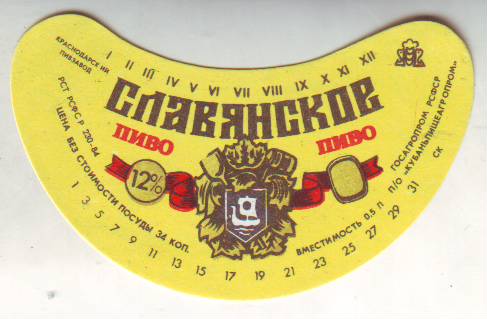 КРАСНОДАРСКИЙ
ПИВЗАВОД
I II III IV V VI VII VIII IX X XI XII
СЛАВЯНСКОЕ
ПИВО ПИВО
12%
РСТ РСФСР 230-84
ЦЕНА БЕЗ СТОИМОСТИ ПОСУДЫ 34 КОП.
ВМЕСТИМОСТЬ 0,5 Л
ГОСАГРОПРОМ РСФСР
П/О «КУБАНЬПИЩЕАГРОПРОМ»
СК
1 3 5 7 9 11 13 15 17 19 21 23 25 27 29 31